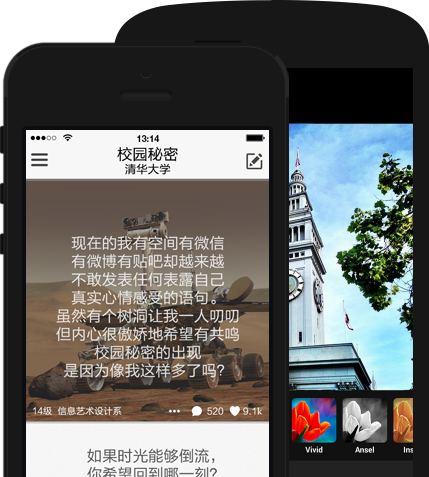 13:14
校园秘密
清华大学
现在的我有空间有微信
有微博有贴吧却越来越
不敢发表任何表露自己
真实心情感受的语句。
虽然有个树洞让我一人叨叨
但内心很傲娇地希望有共鸣
校园秘密的出现
是因为像我这样多了吗?
14级 信息艺术设计系
520
9.1k
如果时光能够倒流,
你希望回到哪一刻?
Vivid
Ansel
Ins